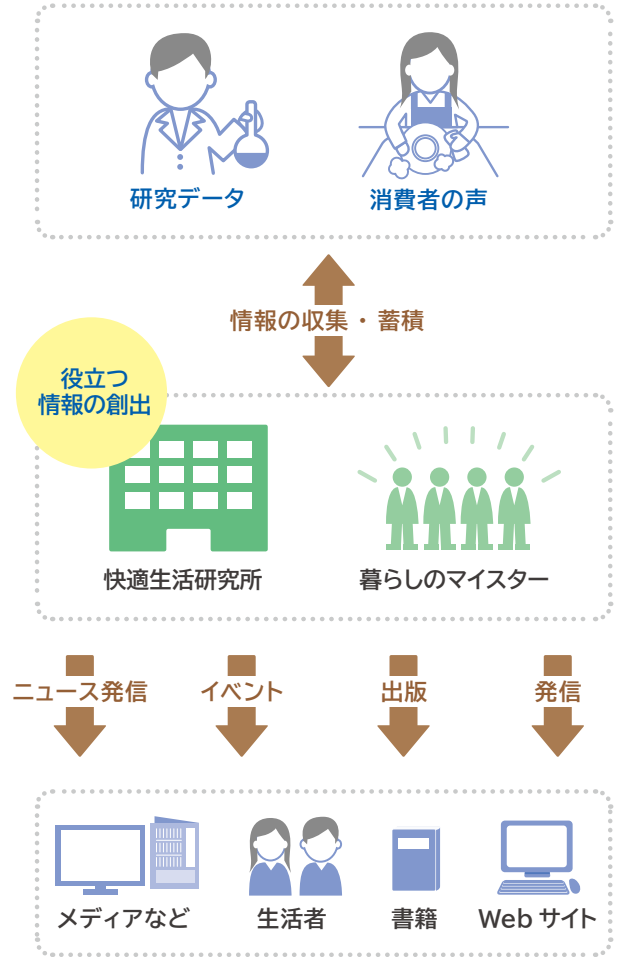 研究データ
消費者の声
情報の収集・蓄積
役立つ
情報の創出
快適生活研究所
暮らしのマイスター
ニュース発信
イベント
出版
発信
メディアなど
生活者
書籍
Web サイト